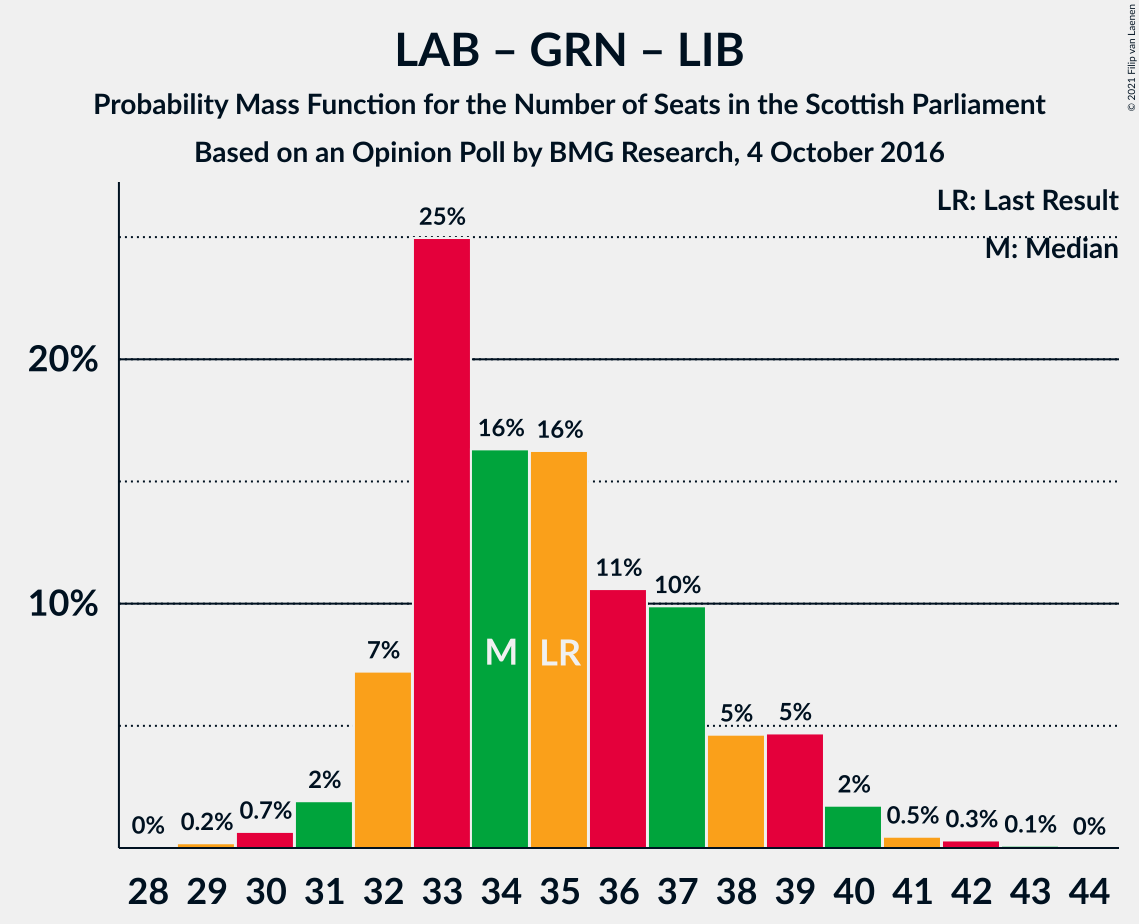 LAB – GRN – LIB
Probability Mass Function for the Number of Seats in the Scottish Parliament
Based on an Opinion Poll by BMG Research, 4 October 2016
© 2021 Filip van Laenen
LR: Last Result
M: Median
25%
20%
16% 16%
11%
10%
10%
M LR
7%
5% 5%
2%
2%
0% 0.2% 0.7%
0.5% 0.3% 0.1% 0%
28 29 30 31 32 33 34 35 36 37 38 39 40 41 42 43 44